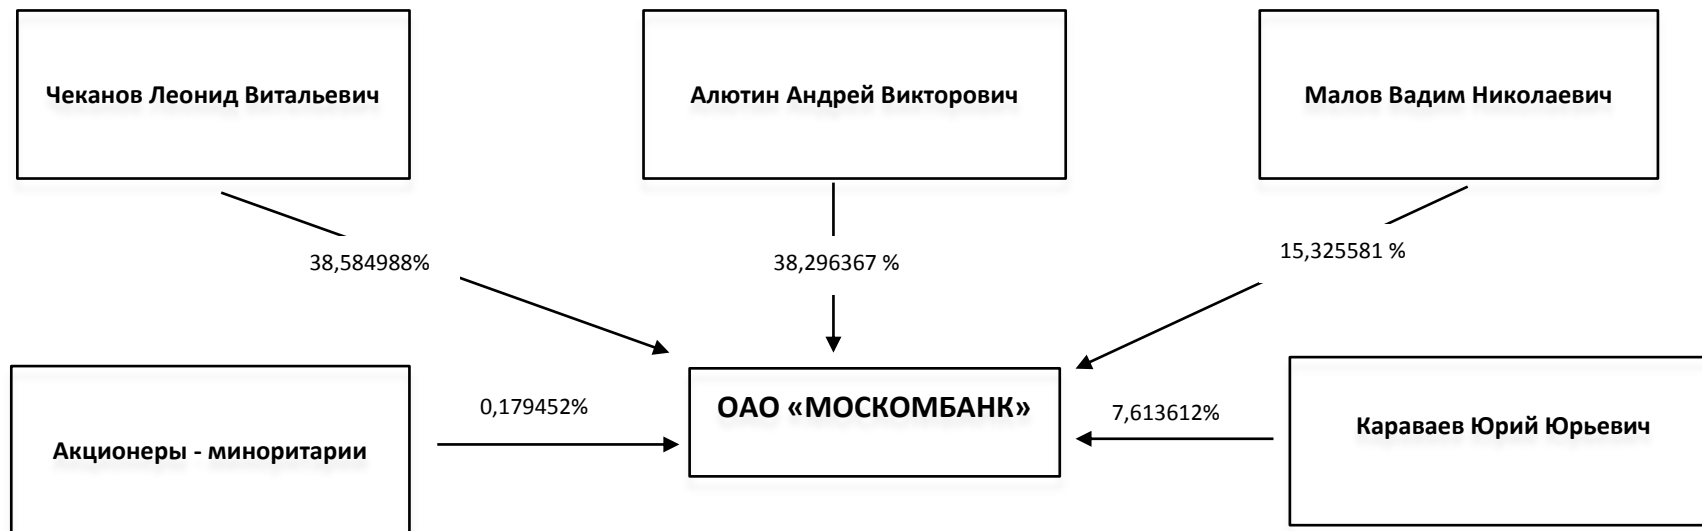 Чеканов Леонид Витальевич
Алютин Андрей Викторович
Малов Вадим Николаевич
38,584988%
38,296367 %
15,325581 %
Акционеры - миноритарии
0,179452%
ОАО «МОСКОМБАНК»
7,613612%
Караваев Юрий Юрьевич